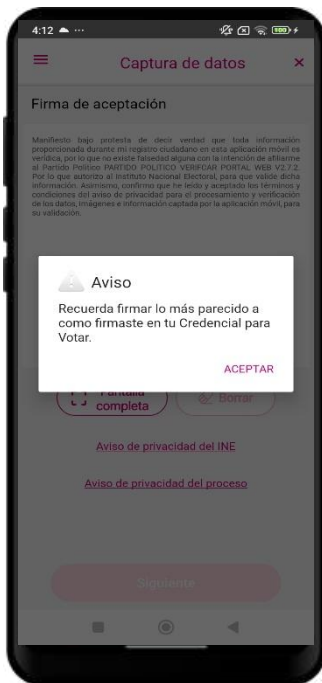 4:12
Captura de datos
Firma de aceptación
Manifiesto bajo protesta de decir verdad que toda información
proporcionada durante mi registro ciudadano en esta aplicación móvil es
verídica, por lo que no existe falsedad alguna con la intención de afiliarme
al Partido Político PARTIDO POLITICO VERIFCAR PORTAL WEB V2.7.2.
Por lo que autorizo al Instituto Nacional Electoral, para que valide dicha
información. Asimismo, confirmo que he leído y aceptado los términos y
condiciones del aviso de privacidad para el procesamiento y verificación
de los datos, imágenes e información captada por la aplicación móvil, para
su validación.
Aviso
Recuerda firmar lo más parecido a
como firmaste en tu Credencial para
Votar.
ACEPTAR
Pantalla
completa
Borrar
Aviso de privacidad del INE
Aviso de privacidad del proceso
Siguiente